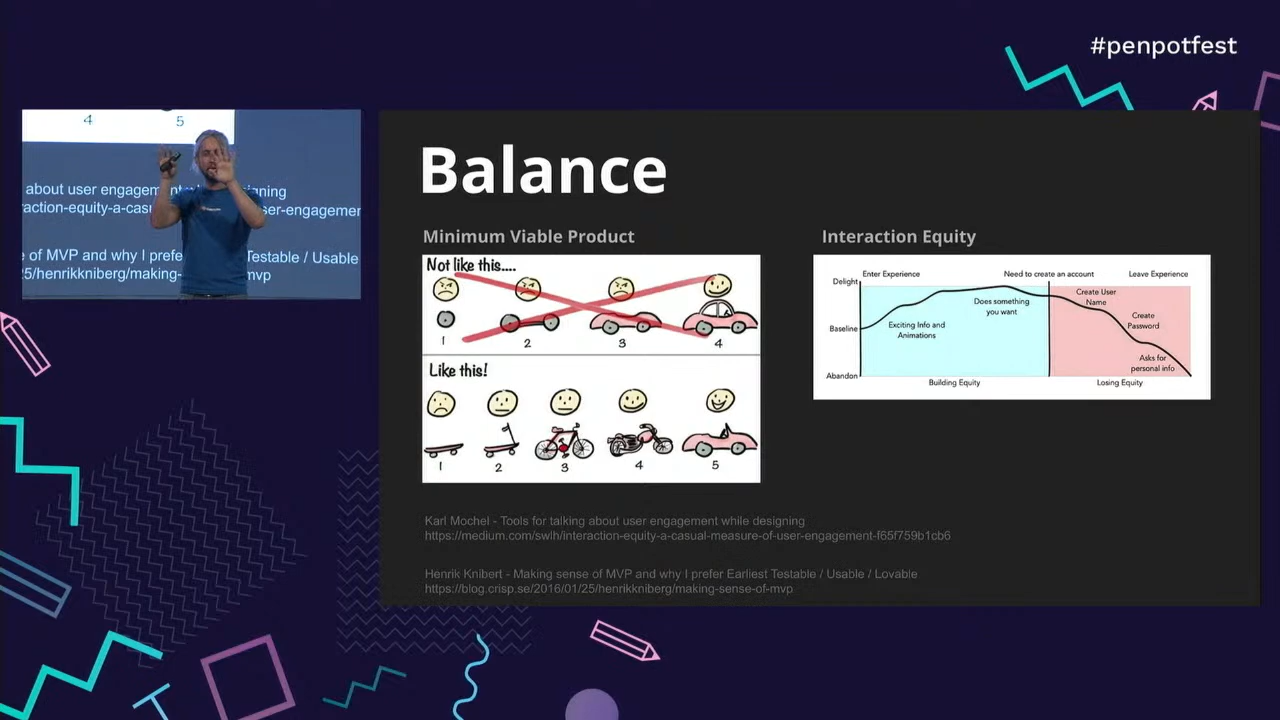 #penpotfest
4 5
about user engagem
raction-equity-a-casu ser-engagemen
e of MVP and why I prefe Testable / Usable
5/henrikkniberg/making- mvp
Balance
Minimum Viable Product
Not like this....
1 2 3 4
Like this!
1 2 3 4 5
Interaction Equity
Enter Experience Need to create an account Leave Experience
Delight
Create User
Name
Does something
you want
Create
Password
Exciting Info and
Animations
Baseline
Asks for
personal info
Abandon
Building Equity Losing Equity
Karl Mochel - Tools for talking about user engagement while designing
https://medium.com/swlh/interaction-equity-a-casual-measure-of-user-engagement-f65f759b1cb6
Henrik Knibert - Making sense of MVP and why I prefer Earliest Testable / Usable / Lovable
https://blog.crisp.se/2016/01/25/henrikkniberg/making-sense-of-mvp